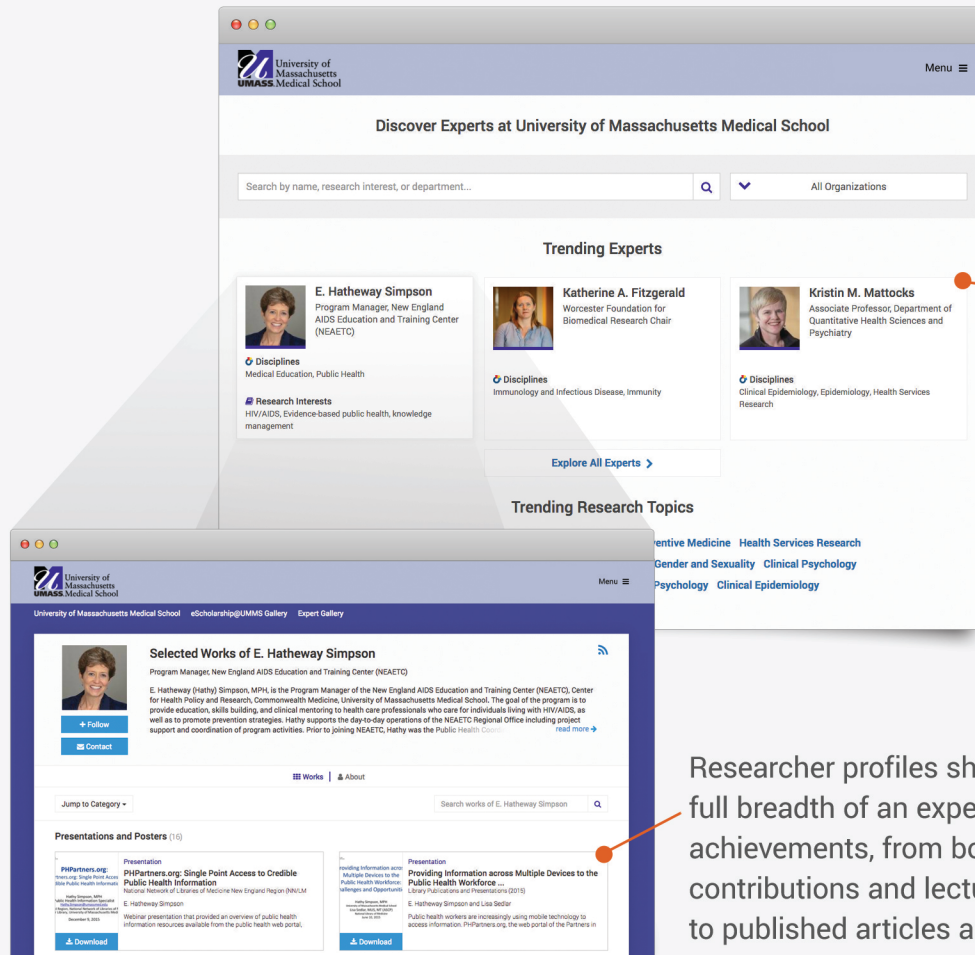 University of
Massachusetts
UMASS Medical School
Menu
Discover Experts at University of Massachusetts Medical School
Search by name, research interest, or department...
All Organizations
Trending Experts
E. Hatheway Simpson
Program Manager, New England
AIDS Education and Training Center
(NEAETC)
Disciplines
Medical Education, Public Health
Research Interests
HIV/AIDS, Evidence-based public health, knowledge
management
Katherine A. Fitzgerald
Worcester Foundation for
Biomedical Research Chair
Disciplines
Immunology and Infectious Disease, Immunity
Kristin M. Mattocks
Associate Professor, Department of
Quantitative Health Sciences and
Psychiatry
Disciplines
Clinical Epidemiology, Epidemiology, Health Services
Research
Explore All Experts
Trending Research Topics
entive Medicine Health Services Research
Gender and Sexuality Clinical Psychology
Psychology Clinical Epidemiology
University of
Massachusetts
UMASS Medical School
Menu
University of Massachusetts Medical School eScholarship@UMMS Gallery Expert Gallery
Selected Works of E. Hatheway Simpson
Program Manager, New England AIDS Education and Training Center (NEAETC)
E. Hatheway (Hathy) Simpson, MPH, is the Program Manager of the New England AIDS Education and Training Center (NEAETC), Center
for Health Policy and Research, Commonwealth Medicine, University of Massachusetts Medical School. The goal of the program is to
provide education, skills building, and clinical mentoring to health care professionals who care for individuals living with HIV/AIDS, as
well as to promote prevention strategies. Hathy supports the day-to-day operations of the NEAETC Regional Office including project
support and coordination of program activities. Prior to joining NEAETC, Hathy was the Public Health read more
+ Follow
Contact
Works | About
Jump to Category
Search works of E. Hatheway Simpson
Presentations and Posters (16)
PHPartners.org:
December 9, 2015
Download
Presentation
PHPartners.org: Single Point Access to Credible
Public Health Information
National Network of Libraries of Medicine New England Region (NN/LM
E. Hatheway Simpson
Webinar presentation that provided an overview of public health
information resources available from the public health web portal,
Multiple Devices to the
Public Health Workforce:
Download
Presentation
Providing Information across Multiple Devices to the
Public Health Workforce ...
Library Publications and Presentations (2015)
E. Hatheway Simpson and Lisa Sedlar
Public health workers are increasingly using mobile technology to
access information. PHPartners.org, the web portal of the Partners in
Researcher profiles sh
full breadth of an expe
achievements, from bo
contributions and lectu
to published articles a